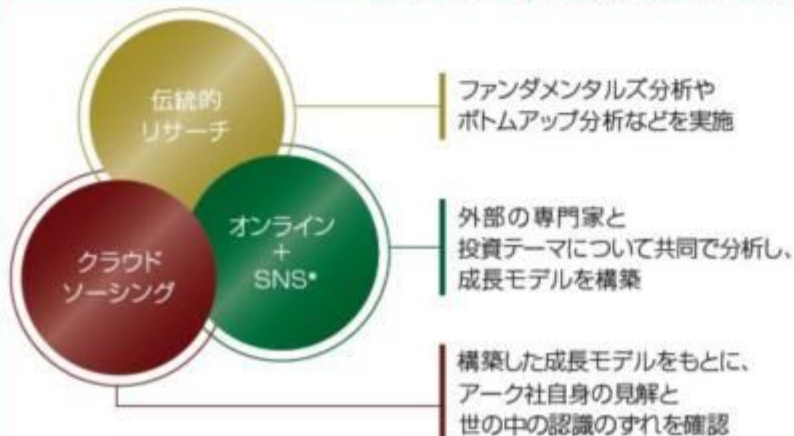 伝統的
リサーチ
ファンダメンタルズ分析や
ボトムアップ分析などを実施
オンライン
+
SNS*
外部の専門家と
投資テーマについて共同で分析し、
成長モデルを構築
クラウド
ソーシング
構築した成長モデルをもとに、
アーク社自身の見解と
世の中の認識のずれを確認